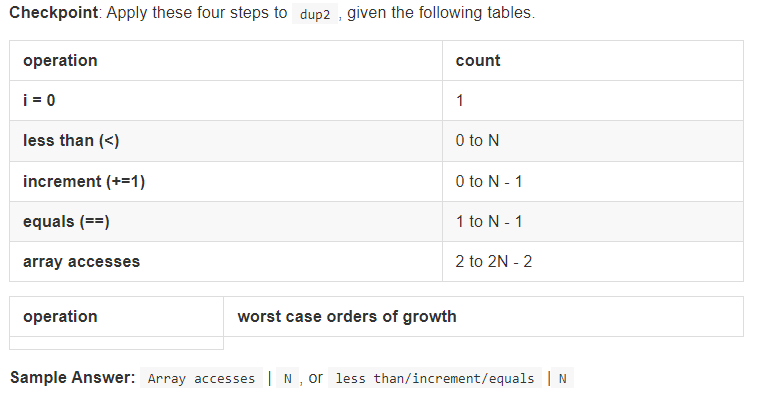 Checkpoint: Apply these four steps to dup2 , given the following tables.
operation count
i = 0 1
less than (<) 0 to N
increment (+=1) 0 to N - 1
equals (==) 1 to N - 1
array accesses 2 to 2N - 2
operation worst case orders of growth
Sample Answer: Array accesses | N , or less than/increment/equals | N